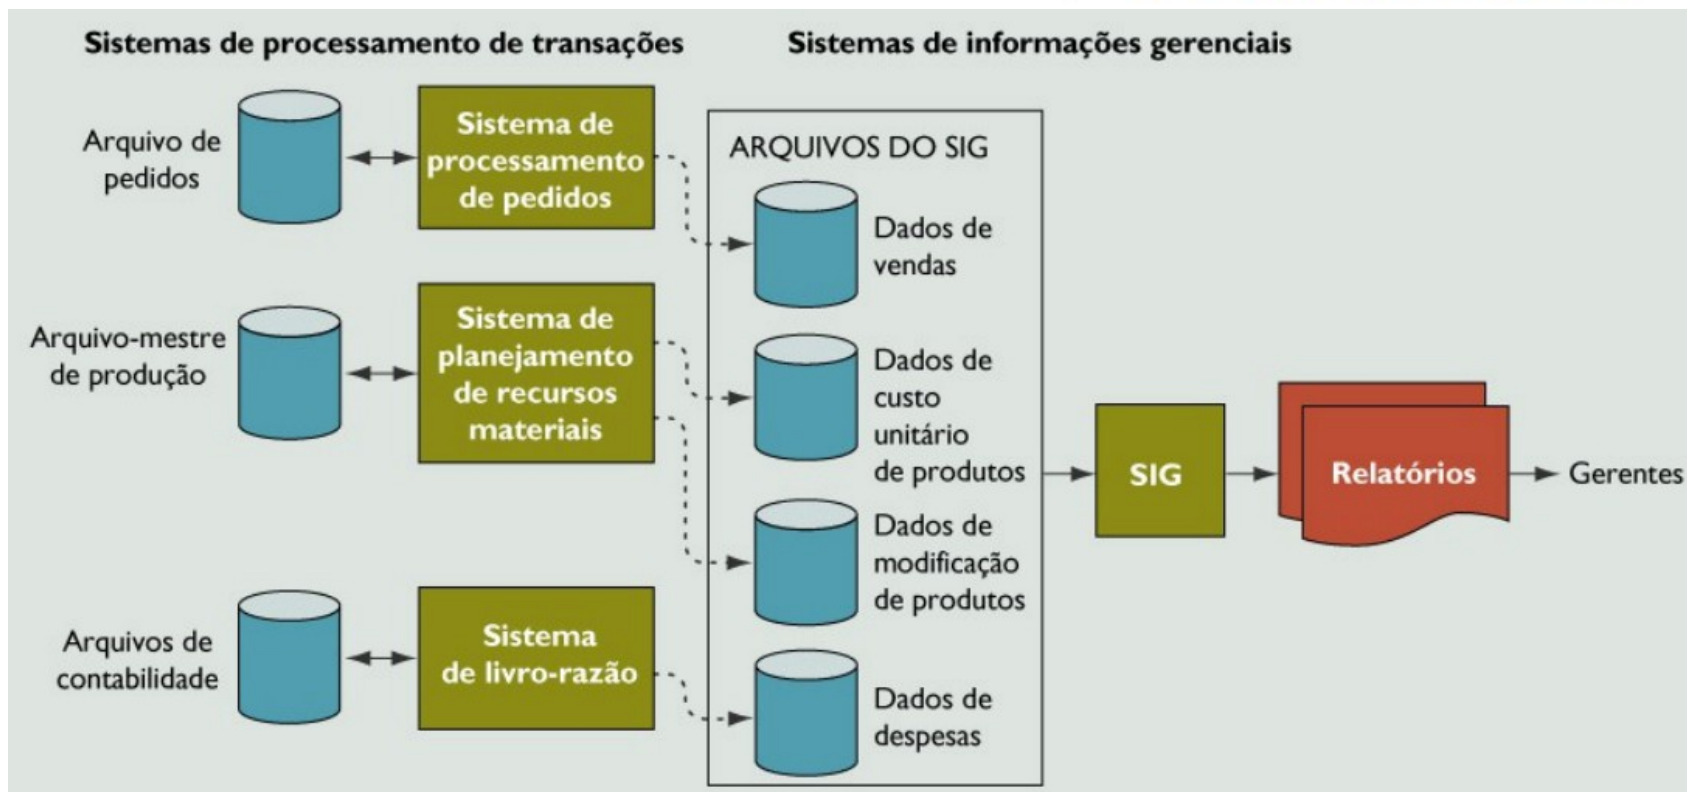 Sistemas de processamento de transações
Sistemas de informações gerenciais
Arquivo de
pedidos
Sistema de
processamento
de pedidos
Arquivo-mestre
de produção
Sistema de
planejamento
de recursos
materiais
Arquivos de
contabilidade
Sistema
de livro-razão
ARQUIVOS DO SIG
Dados de
vendas
Dados de
custo
unitário
de produtos
Dados de
modificação
de produtos
Dados de
despesas
SIG
Relatórios
Gerentes